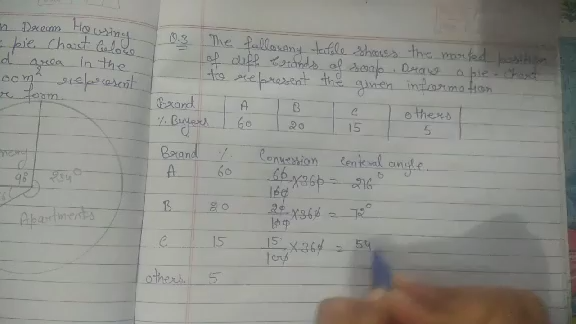 n Dream Housing
pie chart below
d area in the
represent
form.
96
234°
Apartments
Q.3 The following table shows the market position
of diff brands of soap. Draw a pie-chart
to represent the given information
Brand A B C others
% Buyers 60 20 15 5
Brand % Conversion central angle
A 60 60/100 × 360 = 216°
B 20 20/100 × 360 = 72°
C 15 15/100 × 360 = 54
others 5